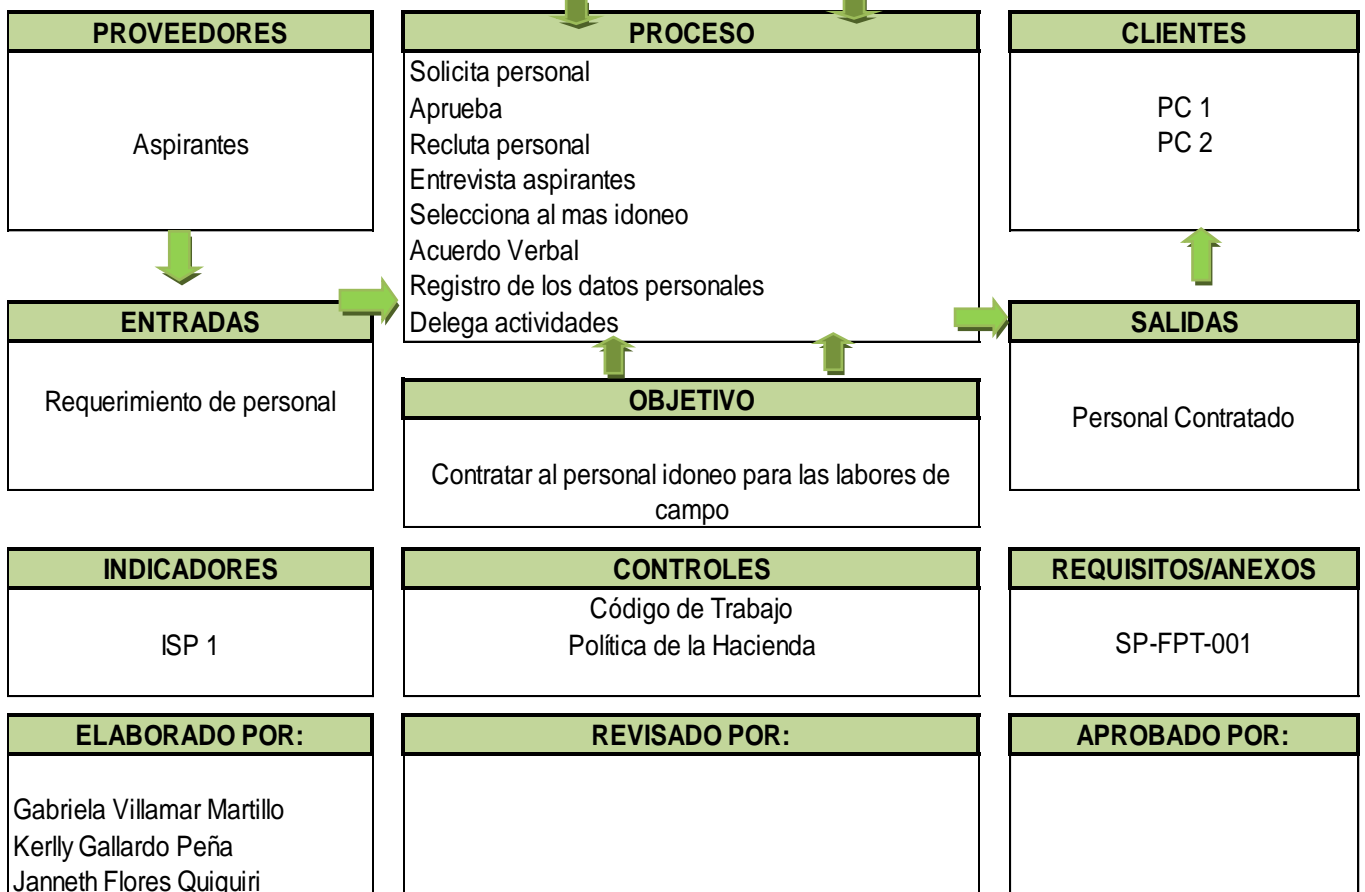 PROVEEDORES
Aspirantes
PROCESO
Solicita personal
Aprueba
Recluta personal
Entrevista aspirantes
Selecciona al mas idoneo
Acuerdo Verbal
Registro de los datos personales
Delega actividades
CLIENTES
PC 1
PC 2
ENTRADAS
Requerimiento de personal
OBJETIVO
Contratar al personal idoneo para las labores de
campo
SALIDAS
Personal Contratado
INDICADORES
ISP 1
CONTROLES
Código de Trabajo
Política de la Hacienda
REQUISITOS/ANEXOS
SP-FPT-001
ELABORADO POR:
Gabriela Villamar Martillo
Kerlly Gallardo Peña
Janneth Flores Quiquiri
REVISADO POR:
APROBADO POR: